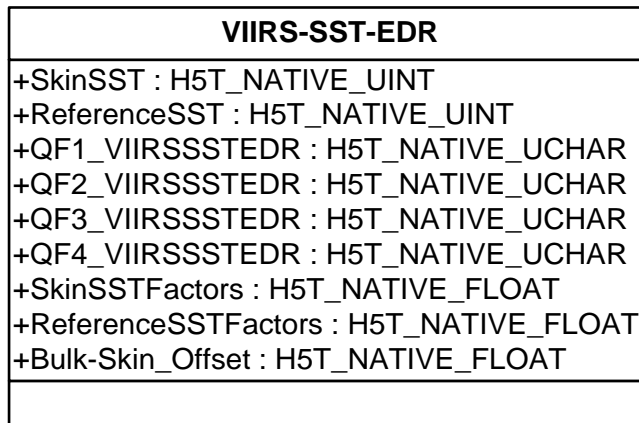 VIIRS-SST-EDR
+SkinSST : H5T_NATIVE_UINT
+ReferenceSST : H5T_NATIVE_UINT
+QF1_VIIRSSSTEDR : H5T_NATIVE_UCHAR
+QF2_VIIRSSSTEDR : H5T_NATIVE_UCHAR
+QF3_VIIRSSSTEDR : H5T_NATIVE_UCHAR
+QF4_VIIRSSSTEDR : H5T_NATIVE_UCHAR
+SkinSSTFactors : H5T_NATIVE_FLOAT
+ReferenceSSTFactors : H5T_NATIVE_FLOAT
+Bulk-Skin_Offset : H5T_NATIVE_FLOAT